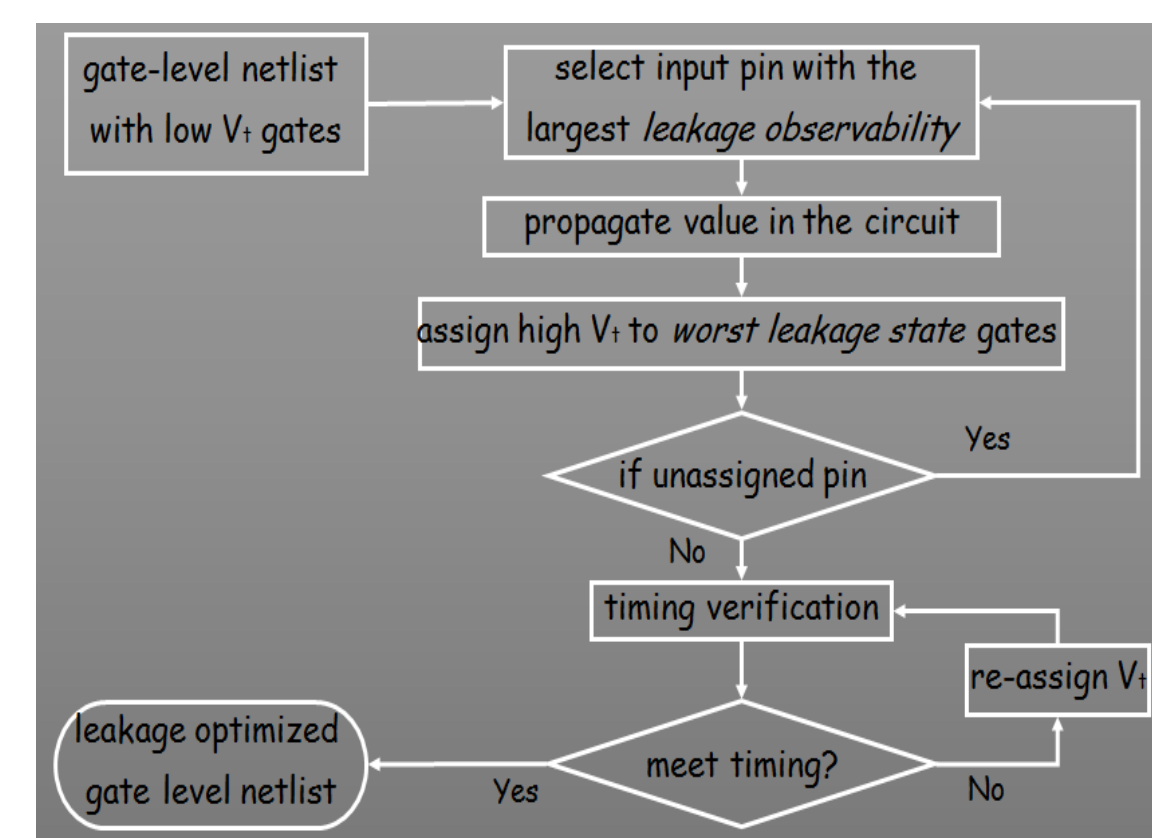 gate-level netlist
with low Vt gates
select input pin with the
largest leakage observability
propagate value in the circuit
assign high Vt to worst leakage state gates
if unassigned pin
Yes
No
timing verification
re-assign Vt
meet timing?
No
Yes
leakage optimized
gate level netlist